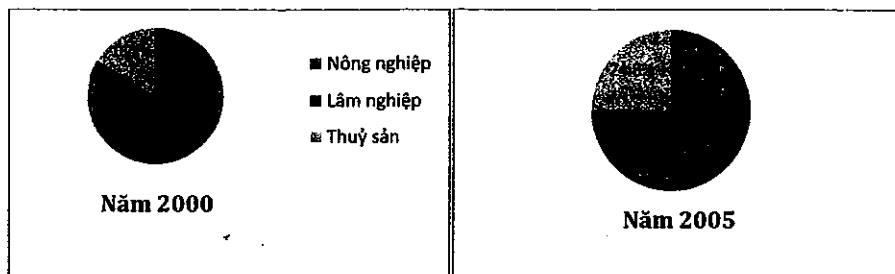 Nông nghiệp
Lâm nghiệp
Thuỷ sản
Năm 2000
Năm 2005